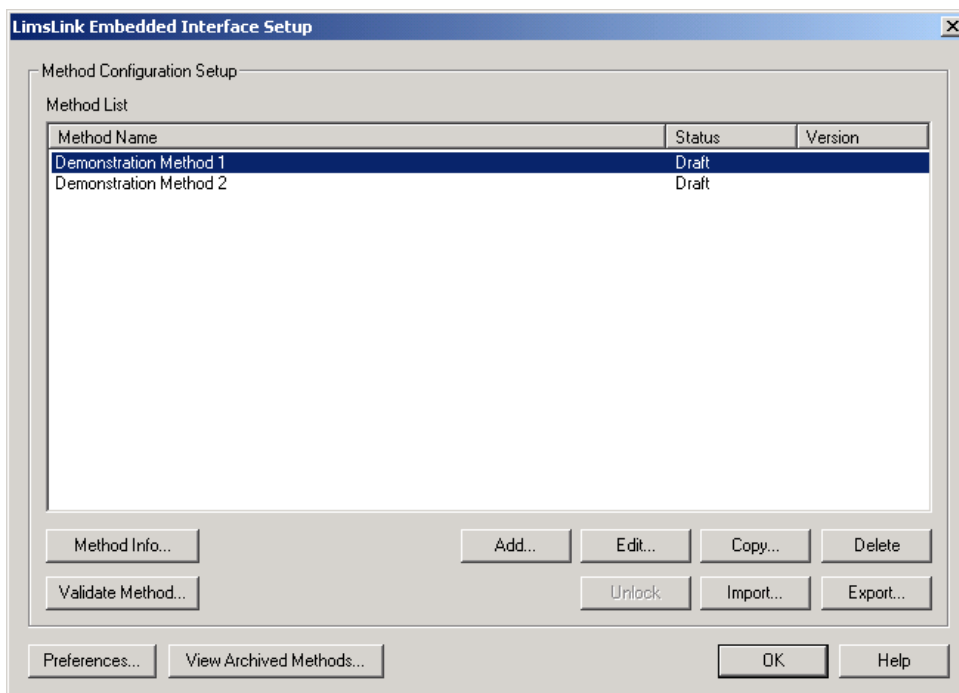 LimsLink Embedded Interface Setup
Method Configuration Setup
Method List
Method Name Status Version
Demonstration Method 1 Draft
Demonstration Method 2 Draft
Method Info... Add... Edit... Copy... Delete
Validate Method... Unlock Import... Export...
Preferences... View Archived Methods... OK Help